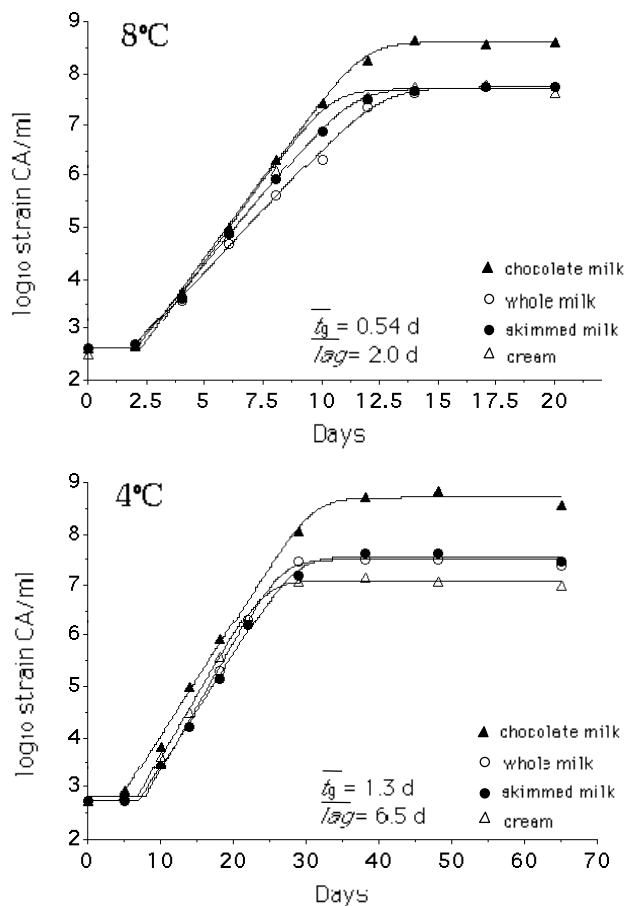 8°C
9
8
7
6
5
4
3
2
log10 strain CA/ml
chocolate milk
whole milk
skimmed milk
cream
tg = 0.54 d
lag = 2.0 d
0 2.5 5 7.5 10 12.5 15 17.5 20
Days
4°C
9
8
7
6
5
4
3
2
log10 strain CA/ml
chocolate milk
whole milk
skimmed milk
cream
tg = 1.3 d
lag = 6.5 d
0 10 20 30 40 50 60 70
Days